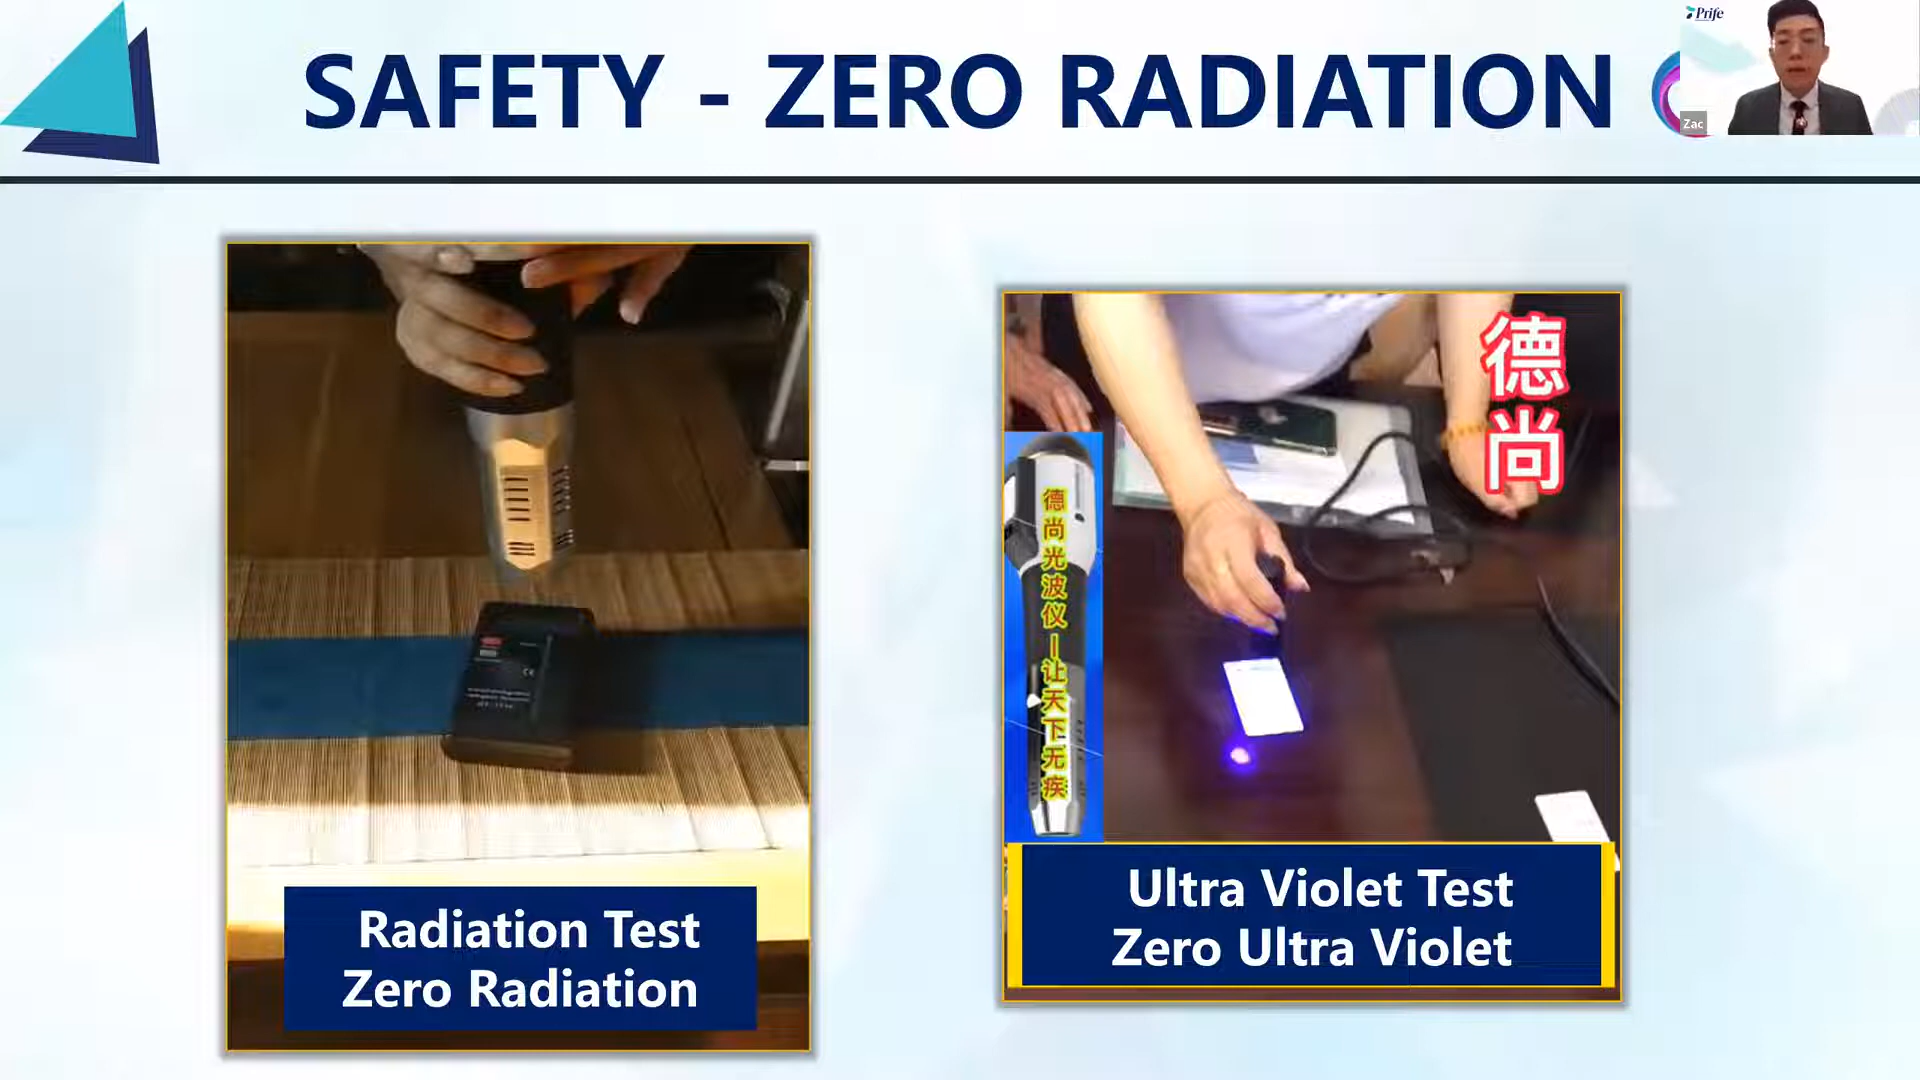 SAFETY - ZERO RADIATION
Prife
Zac
德尚
德尚光波仪—让天下无疾
CE
Radiation Test
Zero Radiation
Ultra Violet Test
Zero Ultra Violet